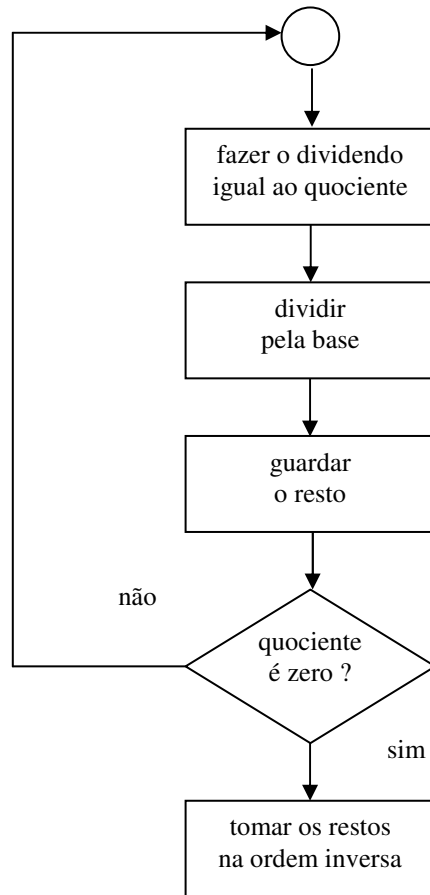 fazer o dividendo
igual ao quociente
dividir
pela base
guardar
o resto
não
quociente
é zero ?
sim
tomar os restos
na ordem inversa